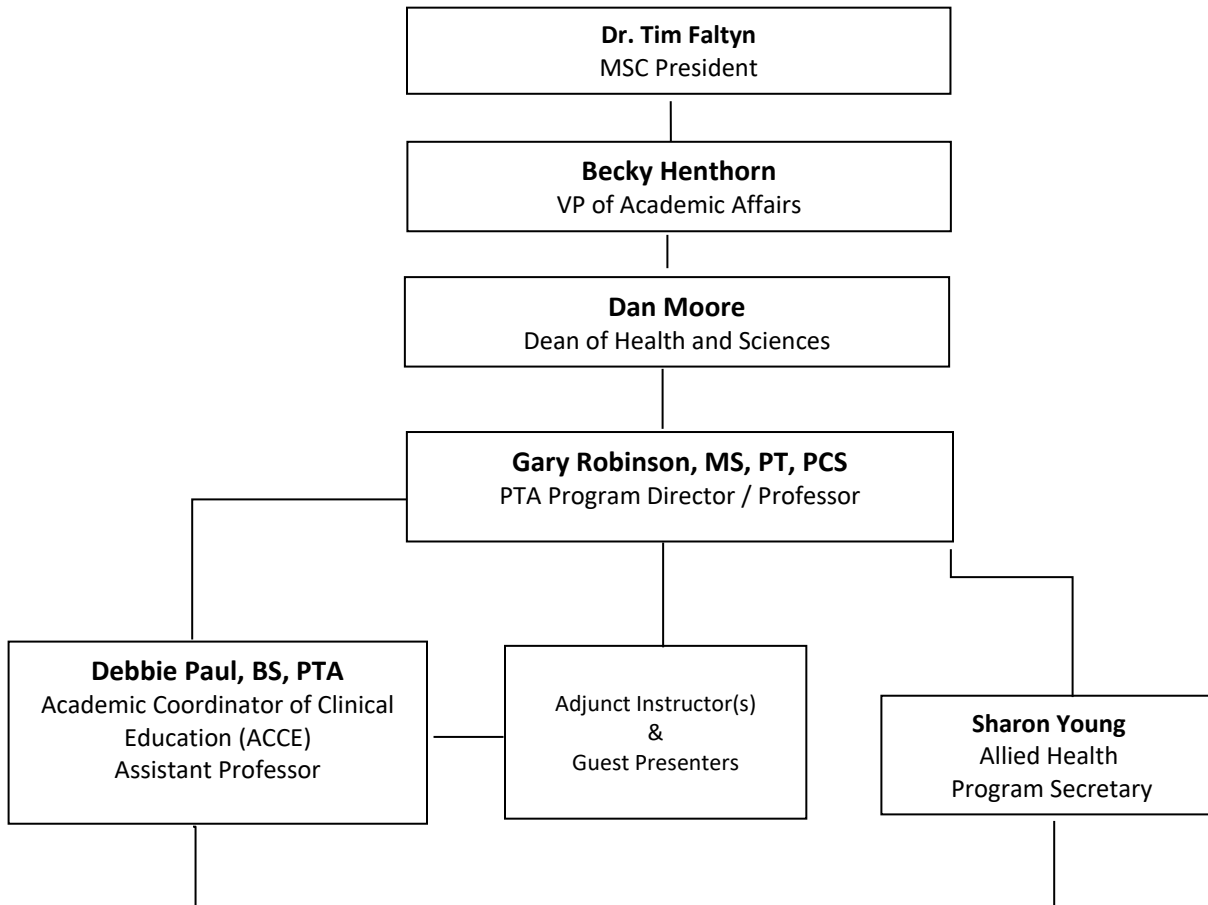 Dr. Tim Faltyn
MSC President
Becky Henthorn
VP of Academic Affairs
Dan Moore
Dean of Health and Sciences
Gary Robinson, MS, PT, PCS
PTA Program Director / Professor
Debbie Paul, BS, PTA
Academic Coordinator of Clinical
Education (ACCE)
Assistant Professor
Adjunct Instructor(s)
&
Guest Presenters
Sharon Young
Allied Health
Program Secretary